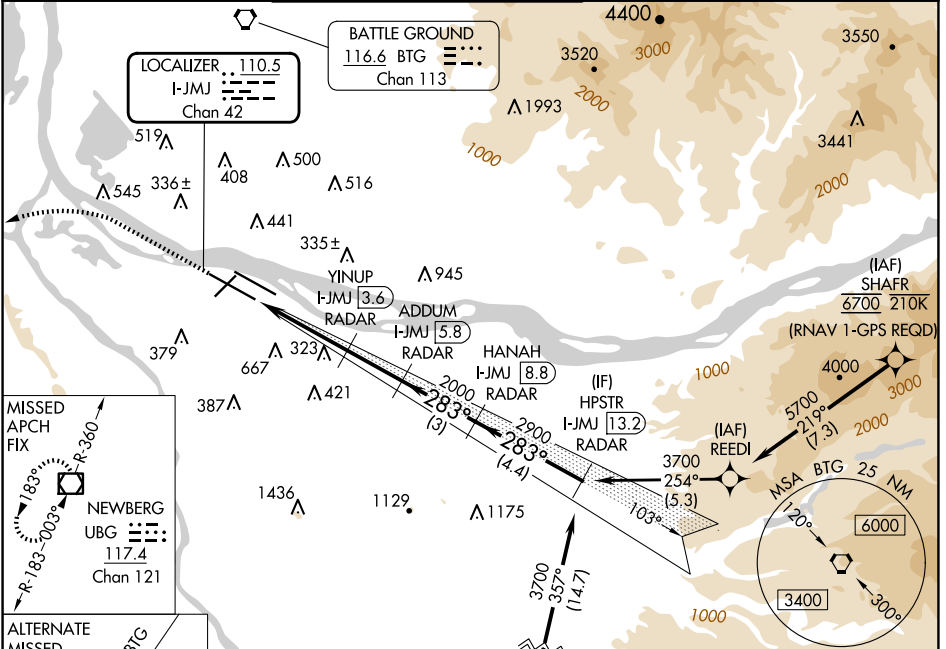 BATTLE GROUND
116.6 BTG
Chan 113
LOCALIZER 110.5
I-JMJ
Chan 42
4400
3000
3520
2000
3550
1993
3441
1000
2000
519
408
500
545
336±
516
441
335±
945
YINUP
I-JMJ 3.6
RADAR
ADDUM
I-JMJ 5.8
RADAR
HANAH
I-JMJ 8.8
RADAR
(IF)
HPSTR
I-JMJ 13.2
RADAR
(IAF)
SHAFR
6700 210K
(RNAV 1-GPS REQD)
4000
3000
1000
2000
5700
219°
(7.3)
(IAF)
REEDI
3700
254°
(5.3)
379
667
323
387
421
2000
283°
(3)
2900
283°
(4.4)
103°
1436
1129
1175
3700
357°
(14.7)
1000
MISSED
APCH
FIX
R-360
183°
R-183-003°
NEWBERG
UBG
117.4
Chan 121
MSA BTG 25 NM
120°
6000
3400
300°
ALTERNATE
MISSED
BTG